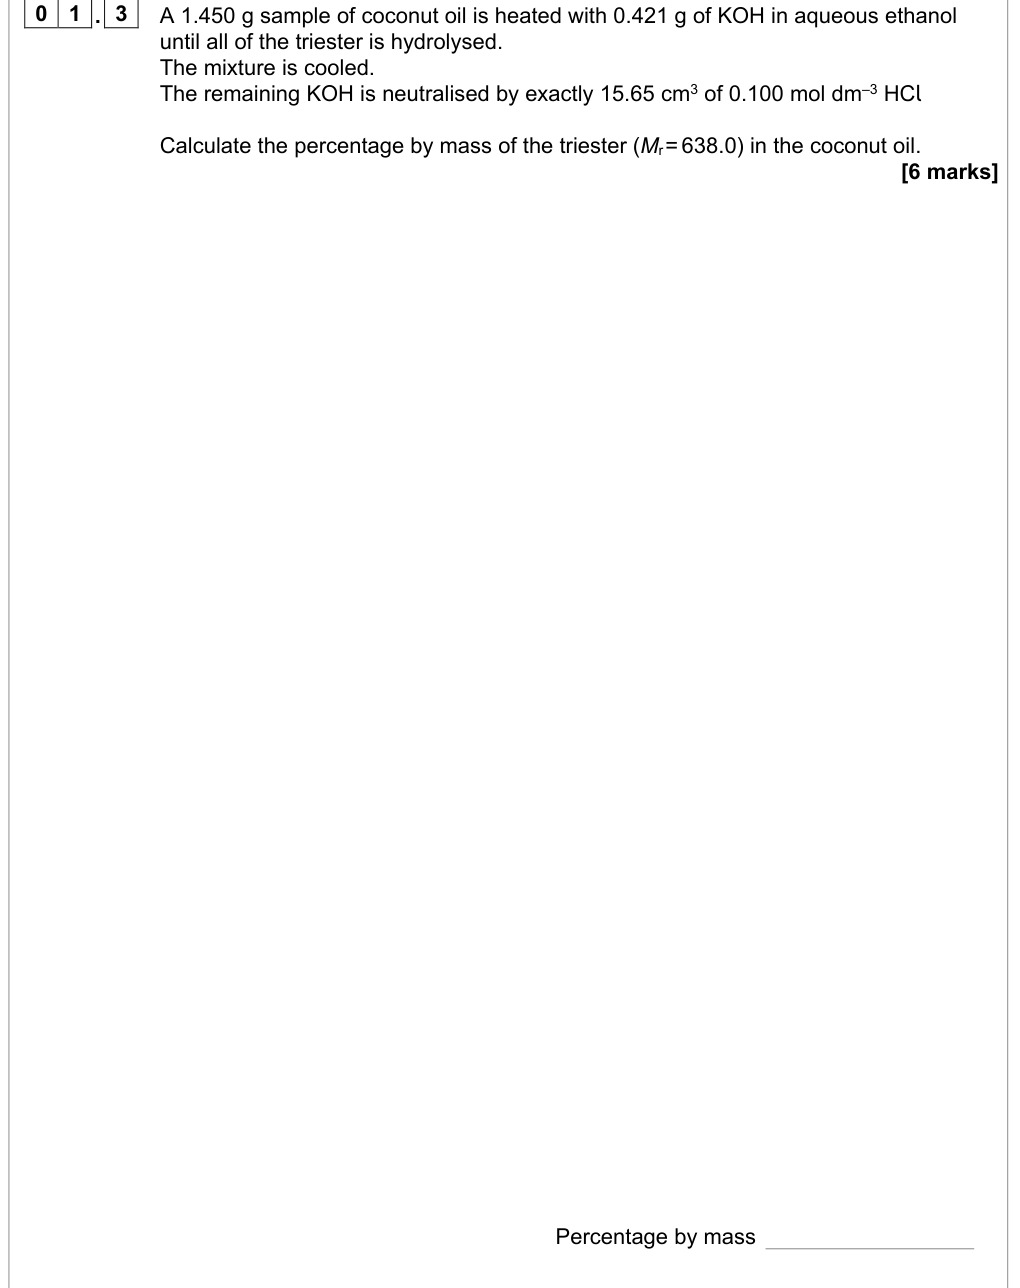 0 1 . 3 A 1.450 g sample of coconut oil is heated with 0.421 g of KOH in aqueous ethanol
until all of the triester is hydrolysed.
The mixture is cooled.
The remaining KOH is neutralised by exactly 15.65 cm³ of 0.100 mol dm⁻³ HCl
Calculate the percentage by mass of the triester (Mᵣ = 638.0) in the coconut oil.
[6 marks]
Percentage by mass